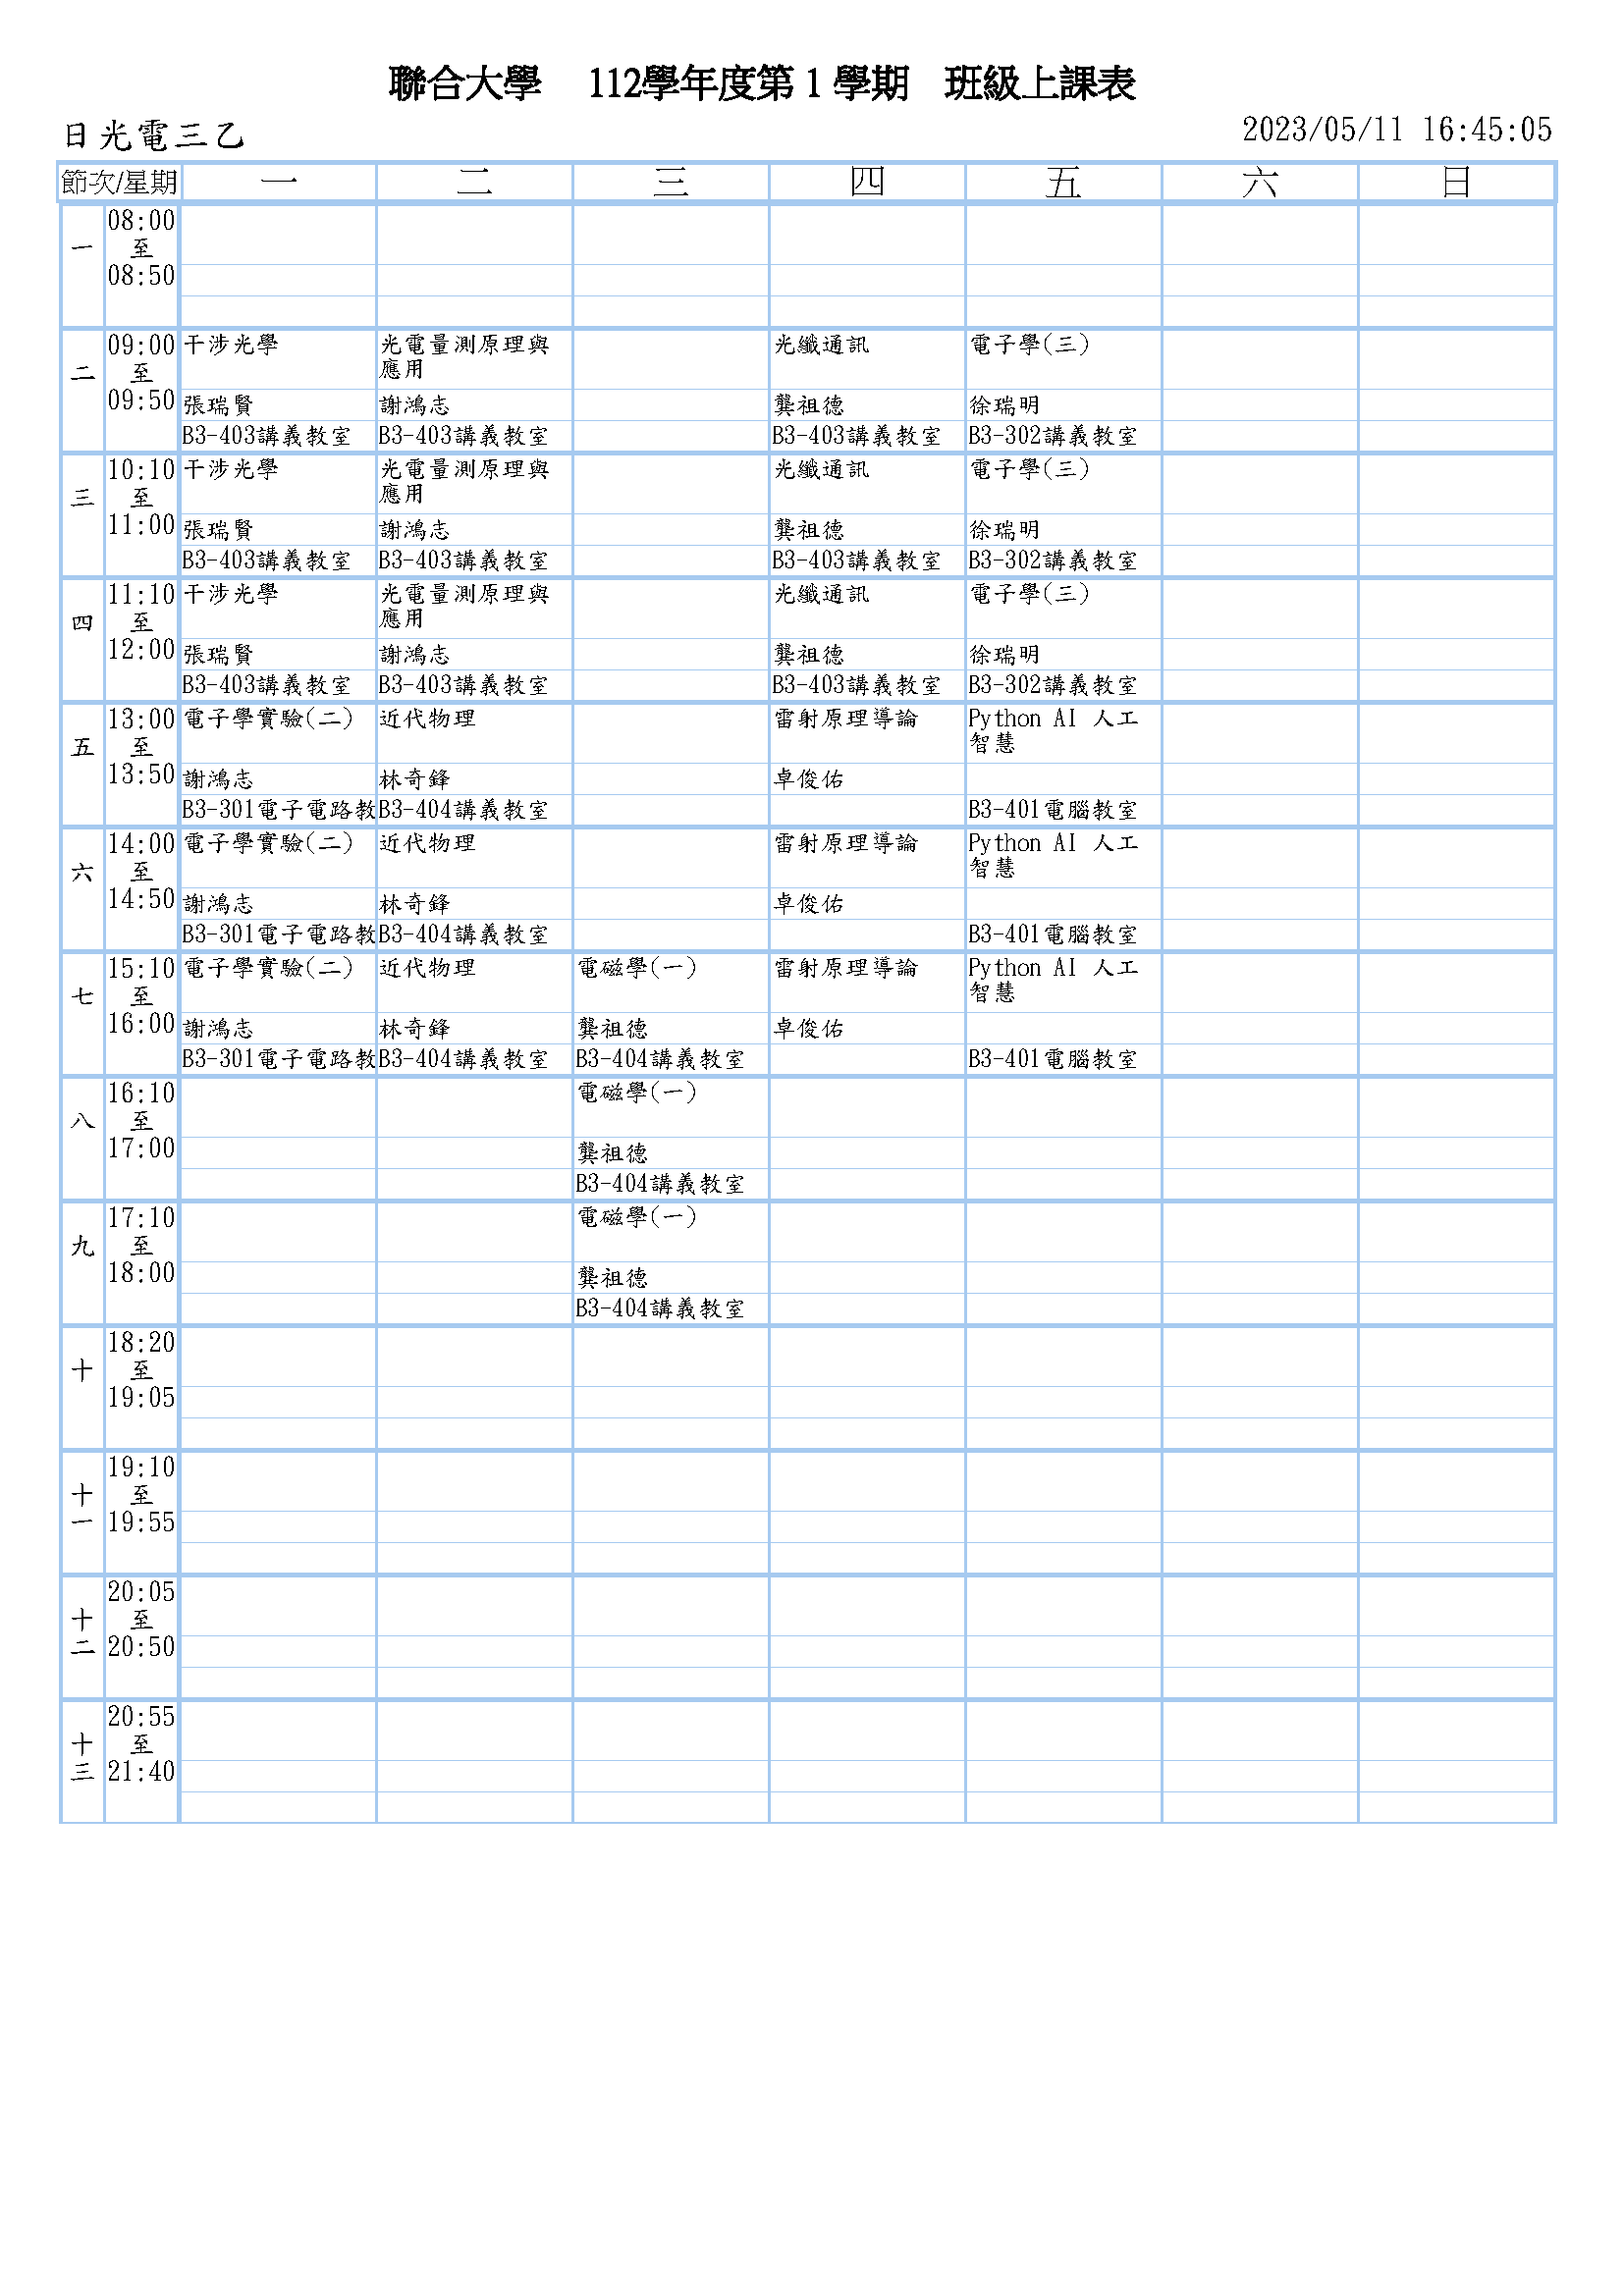 聯合大學 112學年度第 1 學期 班級上課表
日光電三乙 2023/05/11 16:45:05
節次/星期 一 二 三 四 五 六 日
一 08:00
至
08:50
二 09:00 干涉光學 光電量測原理與 光纖通訊 電子學(三)
至 應用
09:50 張瑞賢 謝鴻志 龔祖德 徐瑞明
B3-403講義教室 B3-403講義教室 B3-403講義教室 B3-302講義教室
三 10:10 干涉光學 光電量測原理與 光纖通訊 電子學(三)
至 應用
11:00 張瑞賢 謝鴻志 龔祖德 徐瑞明
B3-403講義教室 B3-403講義教室 B3-403講義教室 B3-302講義教室
四 11:10 干涉光學 光電量測原理與 光纖通訊 電子學(三)
至 應用
12:00 張瑞賢 謝鴻志 龔祖德 徐瑞明
B3-403講義教室 B3-403講義教室 B3-403講義教室 B3-302講義教室
五 13:00 電子學實驗(二) 近代物理 雷射原理導論 Python AI 人工
至 智慧
13:50 謝鴻志 林奇鋒 卓俊佑
B3-301電子電路教 B3-404講義教室 B3-401電腦教室
六 14:00 電子學實驗(二) 近代物理 雷射原理導論 Python AI 人工
至 智慧
14:50 謝鴻志 林奇鋒 卓俊佑
B3-301電子電路教 B3-404講義教室 B3-401電腦教室
七 15:10 電子學實驗(二) 近代物理 電磁學(一) 雷射原理導論 Python AI 人工
至 智慧
16:00 謝鴻志 林奇鋒 龔祖德 卓俊佑
B3-301電子電路教 B3-404講義教室 B3-404講義教室 B3-401電腦教室
八 16:10 電磁學(一)
至
17:00 龔祖德
B3-404講義教室
九 17:10 電磁學(一)
至
18:00 龔祖德
B3-404講義教室
十 18:20
至
19:05
十一 19:10
至
19:55
十二 20:05
至
20:50
十三 20:55
至
21:40